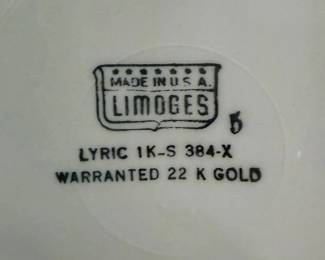 MADE IN U.S.A.
LIMOGES
5
LYRIC 1K-S 384-X
WARRANTED 22 K GOLD